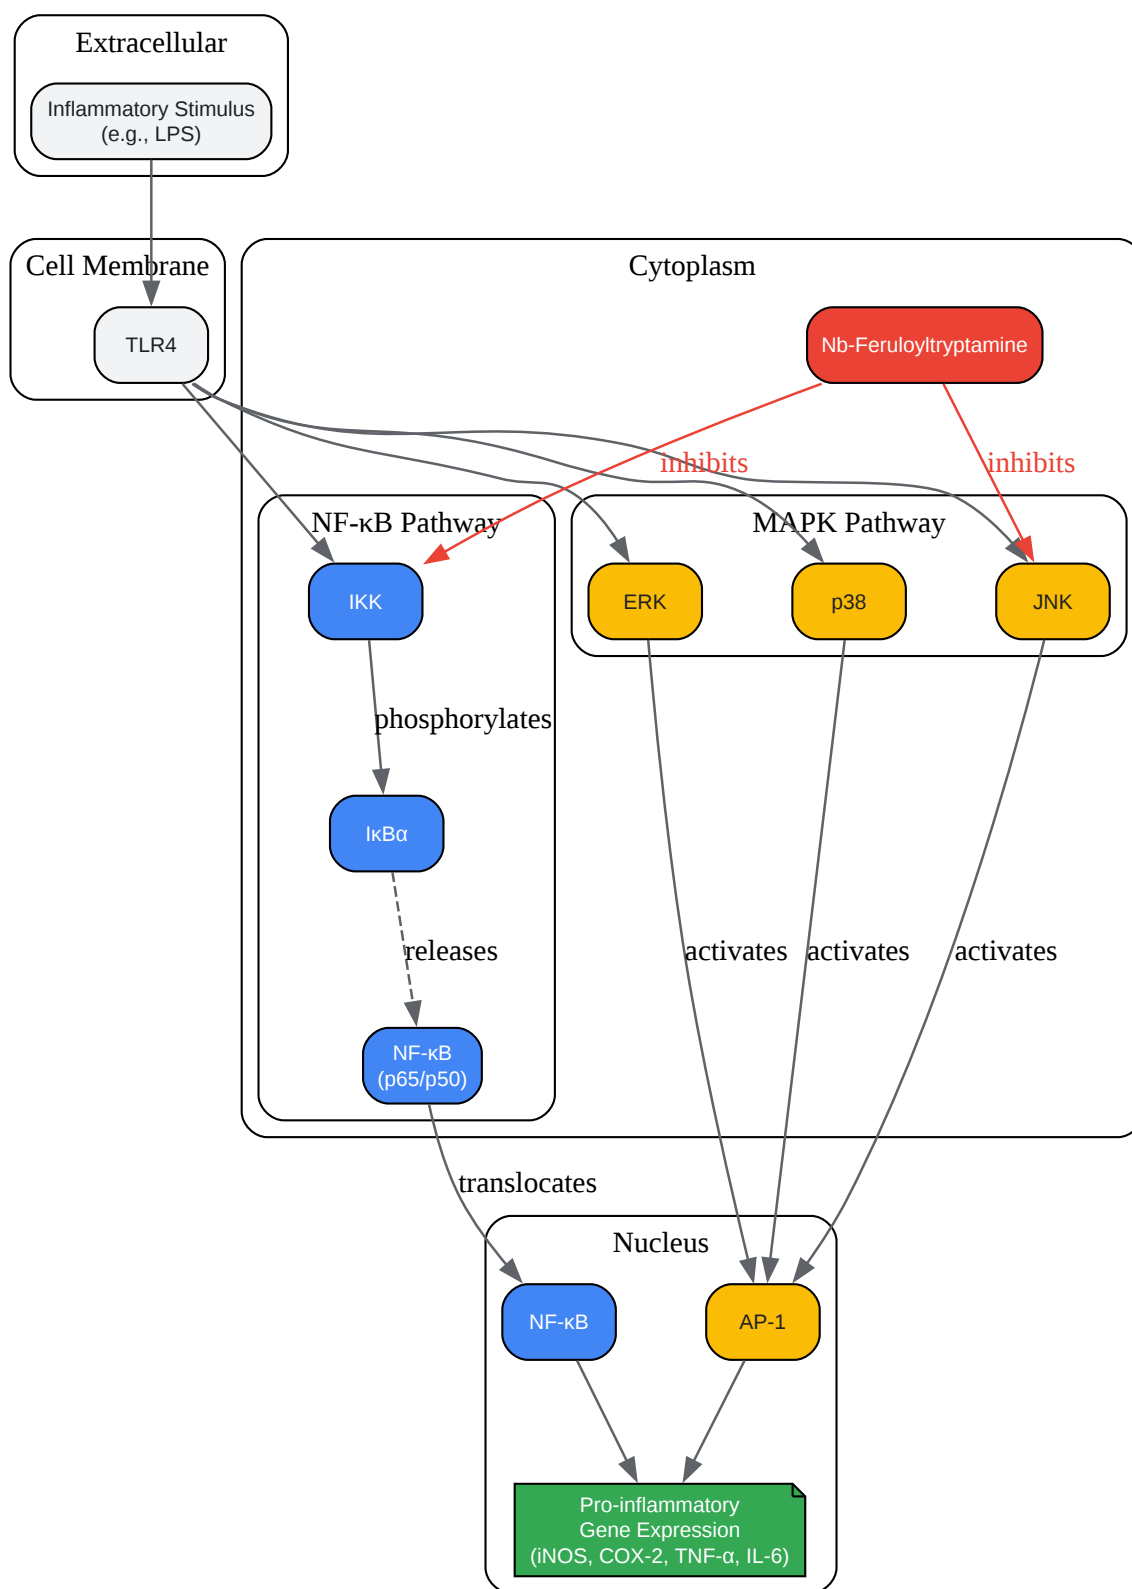 Extracellular
Inflammatory Stimulus
(e.g., LPS)
Cell Membrane
Cytoplasm
TLR4
Nb-Feruloyltryptamine
inhibits
inhibits
NF-κB Pathway
MAPK Pathway
IKK
ERK
p38
JNK
phosphorylates
IκBα
releases
activates
activates
activates
NF-κB
(p65/p50)
translocates
Nucleus
NF-κB
AP-1
Pro-inflammatory
Gene Expression
(iNOS, COX-2, TNF-α, IL-6)